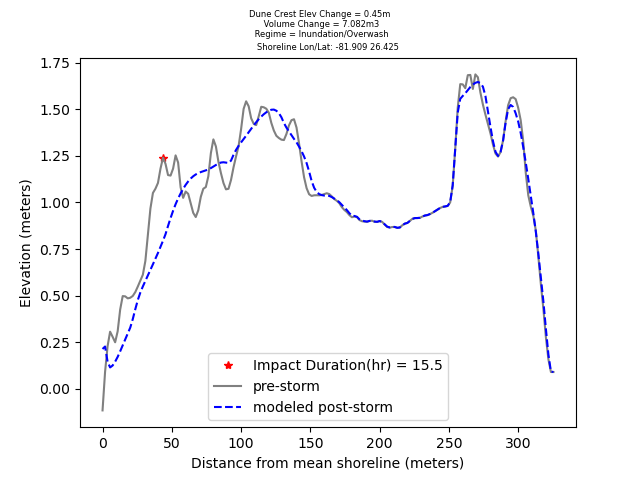 Dune Crest Elev Change = 0.45m
Volume Change = 7.082m3
Regime = Inundation/Overwash
Shoreline Lon/Lat: -81.909 26.425
1.75
1.50
1.25
1.00
0.75
0.50
0.25
0.00
Elevation (meters)
Impact Duration(hr) = 15.5
pre-storm
modeled post-storm
0 50 100 150 200 250 300
Distance from mean shoreline (meters)